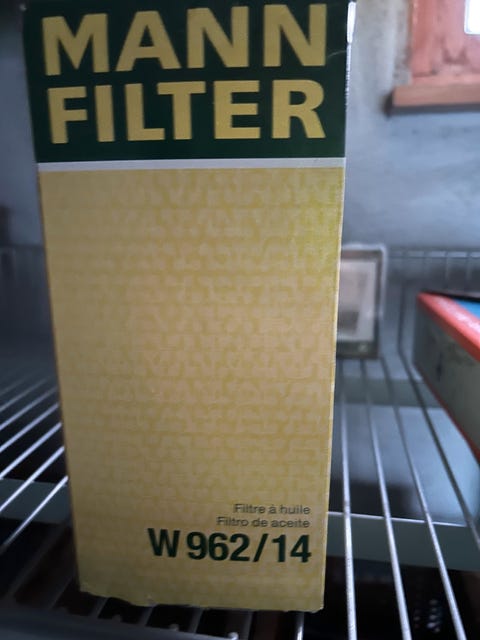 MANN
FILTER
Filtre à huile
Filtro de aceite
W 962/14